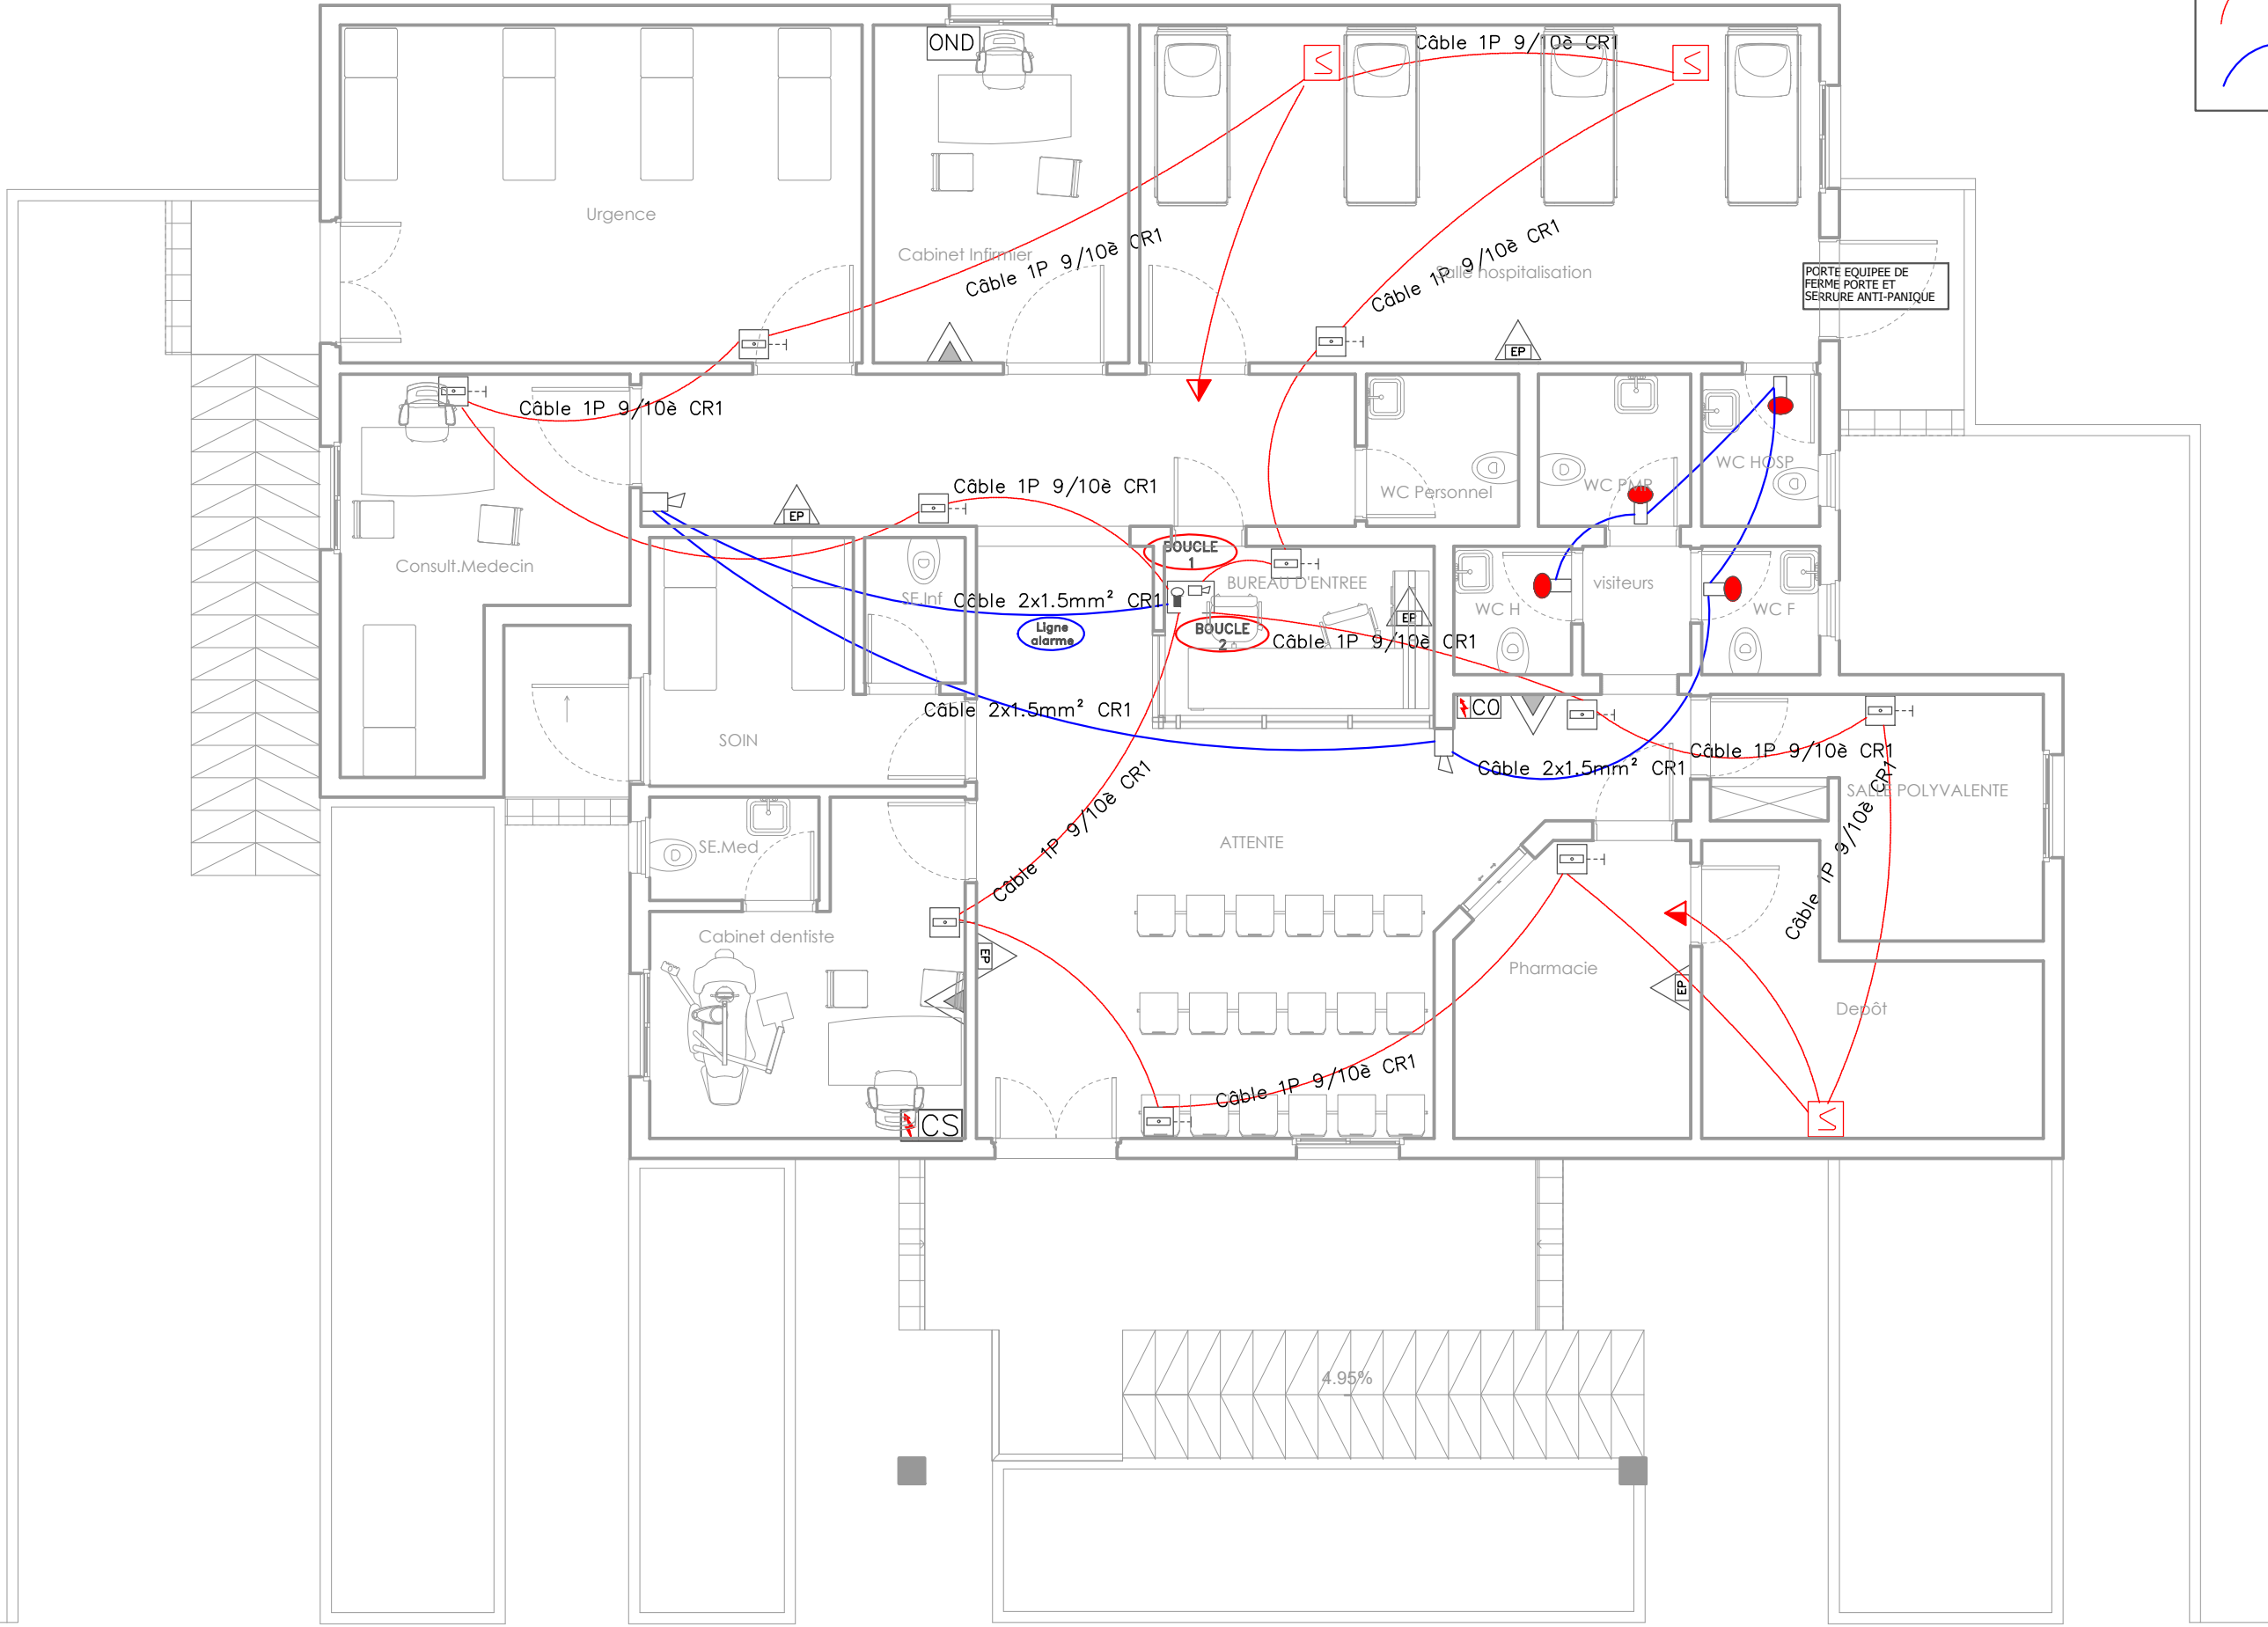 OND
Câble 1P 9/10è CR1
Urgence
Cabinet Infirmier
Câble 1P 9/10è CR1
Câble 1P 9/10è CR1
Salle hospitalisation
PORTE EQUIPEE DE
FERME PORTE ET
SERRURE ANTI-PANIQUE
EP
Câble 1P 9/10è CR1
WC HOSP
WC PMR
WC Personnel
Câble 1P 9/10è CR1
EP
BOUCLE
1
Consult.Medecin
BUREAU D'ENTREE
visiteurs
SE.Inf
Câble 2x1.5mm² CR1
WC H
WC F
EP
Ligne
alarme
BOUCLE
2
Câble 1P 9/10è CR1
Câble 2x1.5mm² CR1
CO
SOIN
Câble 1P 9/10è CR1
Câble 2x1.5mm² CR1
SALLE POLYVALENTE
Câble 1P 9/10è CR1
Câble 1P 9/10è CR1
SE.Med
ATTENTE
Cabinet dentiste
EP
Pharmacie
EP
Depôt
Câble 1P 9/10è CR1
CS
4.95%